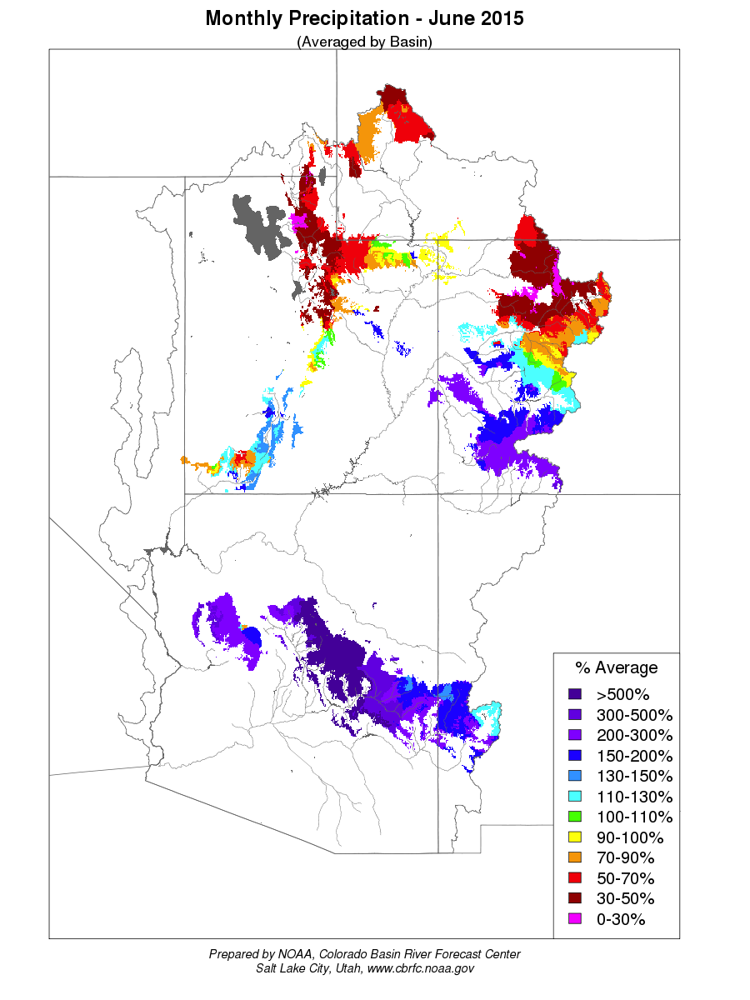 Monthly Precipitation - June 2015
(Averaged by Basin)
% Average
>500%
300-500%
200-300%
150-200%
130-150%
110-130%
100-110%
90-100%
70-90%
50-70%
30-50%
0-30%
Prepared by NOAA, Colorado Basin River Forecast Center
Salt Lake City, Utah, www.cbrfc.noaa.gov